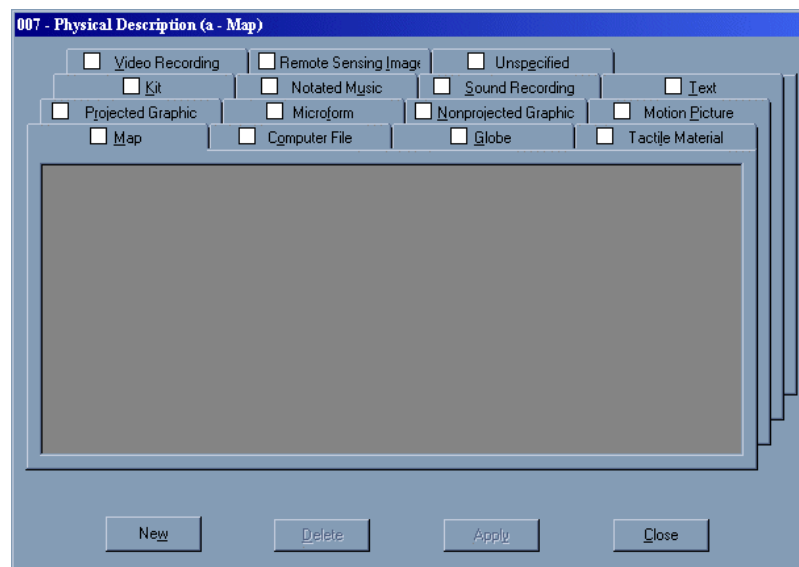 007 - Physical Description (a - Map)
Video Recording Remote Sensing Image Unspecified
Kit Notated Music Sound Recording Text
Projected Graphic Microform Nonprojected Graphic Motion Picture
Map Computer File Globe Tactile Material
New Delete Apply Close